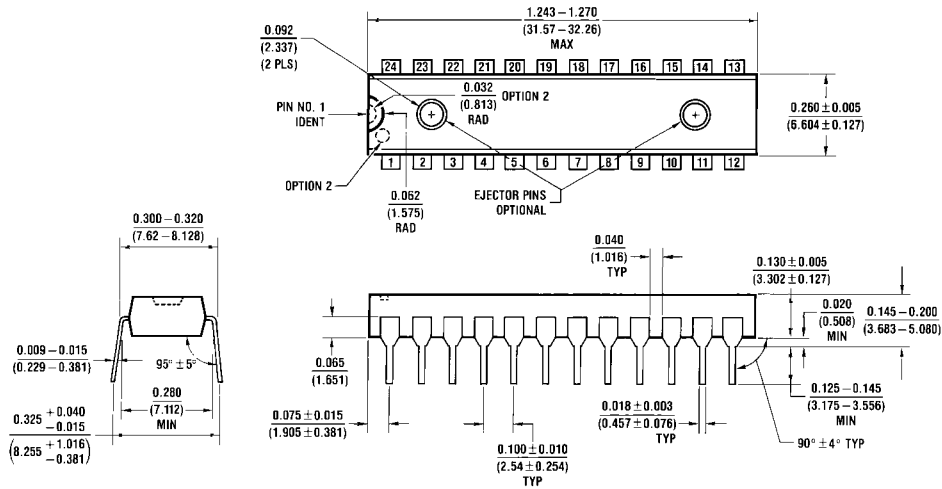 1.243–1.270
(31.57–32.26)
MAX
0.092
(2.337)
(2 PLS)
24 23 22 21 20 19 18 17 16 15 14 13
0.032
(0.813)
RAD
OPTION 2
PIN NO. 1
IDENT
0.260 ± 0.005
(6.604 ± 0.127)
1 2 3 4 5 6 7 8 9 10 11 12
OPTION 2
0.062
(1.575)
RAD
EJECTOR PINS
OPTIONAL
0.300 – 0.320
(7.62 – 8.128)
0.040
(1.016)
TYP
0.130 ± 0.005
(3.302 ± 0.127)
0.020
(0.508)
MIN
0.145 – 0.200
(3.683 – 5.080)
0.009 – 0.015
(0.229 – 0.381)
95° ± 5°
0.065
(1.651)
0.280
(7.112)
MIN
0.125 – 0.145
(3.175 – 3.556)
MIN
0.075 ± 0.015
(1.905 ± 0.381)
0.018 ± 0.003
(0.457 ± 0.076)
TYP
0.325 + 0.040
– 0.015
(8.255 + 1.016
– 0.381)
0.100 ± 0.010
(2.54 ± 0.254)
TYP
90° ± 4° TYP